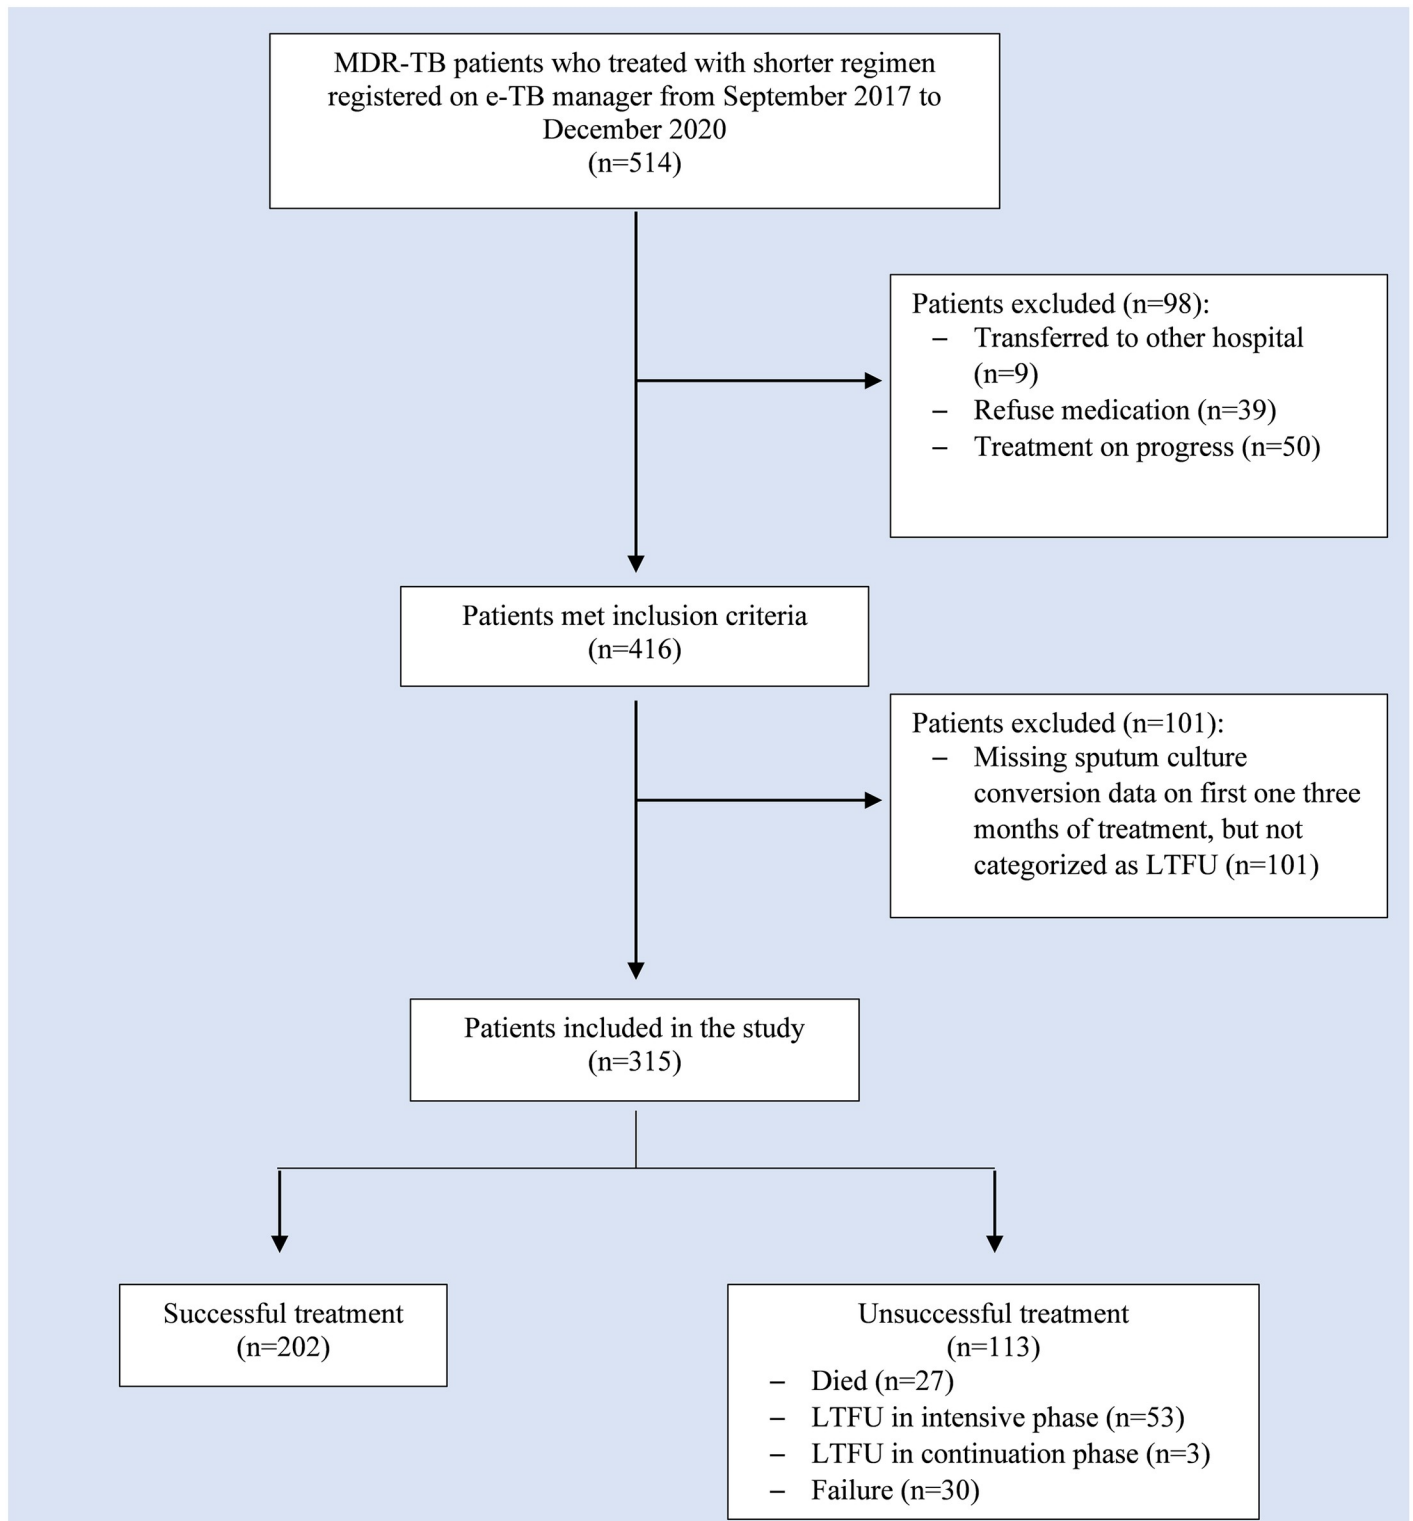 MDR-TB patients who treated with shorter regimen
registered on e-TB manager from September 2017 to
December 2020
(n=514)
Patients excluded (n=98):
– Transferred to other hospital
(n=9)
– Refuse medication (n=39)
– Treatment on progress (n=50)
Patients met inclusion criteria
(n=416)
Patients excluded (n=101):
– Missing sputum culture
conversion data on first one three
months of treatment, but not
categorized as LTFU (n=101)
Patients included in the study
(n=315)
Successful treatment
(n=202)
Unsuccessful treatment
(n=113)
– Died (n=27)
– LTFU in intensive phase (n=53)
– LTFU in continuation phase (n=3)
– Failure (n=30)